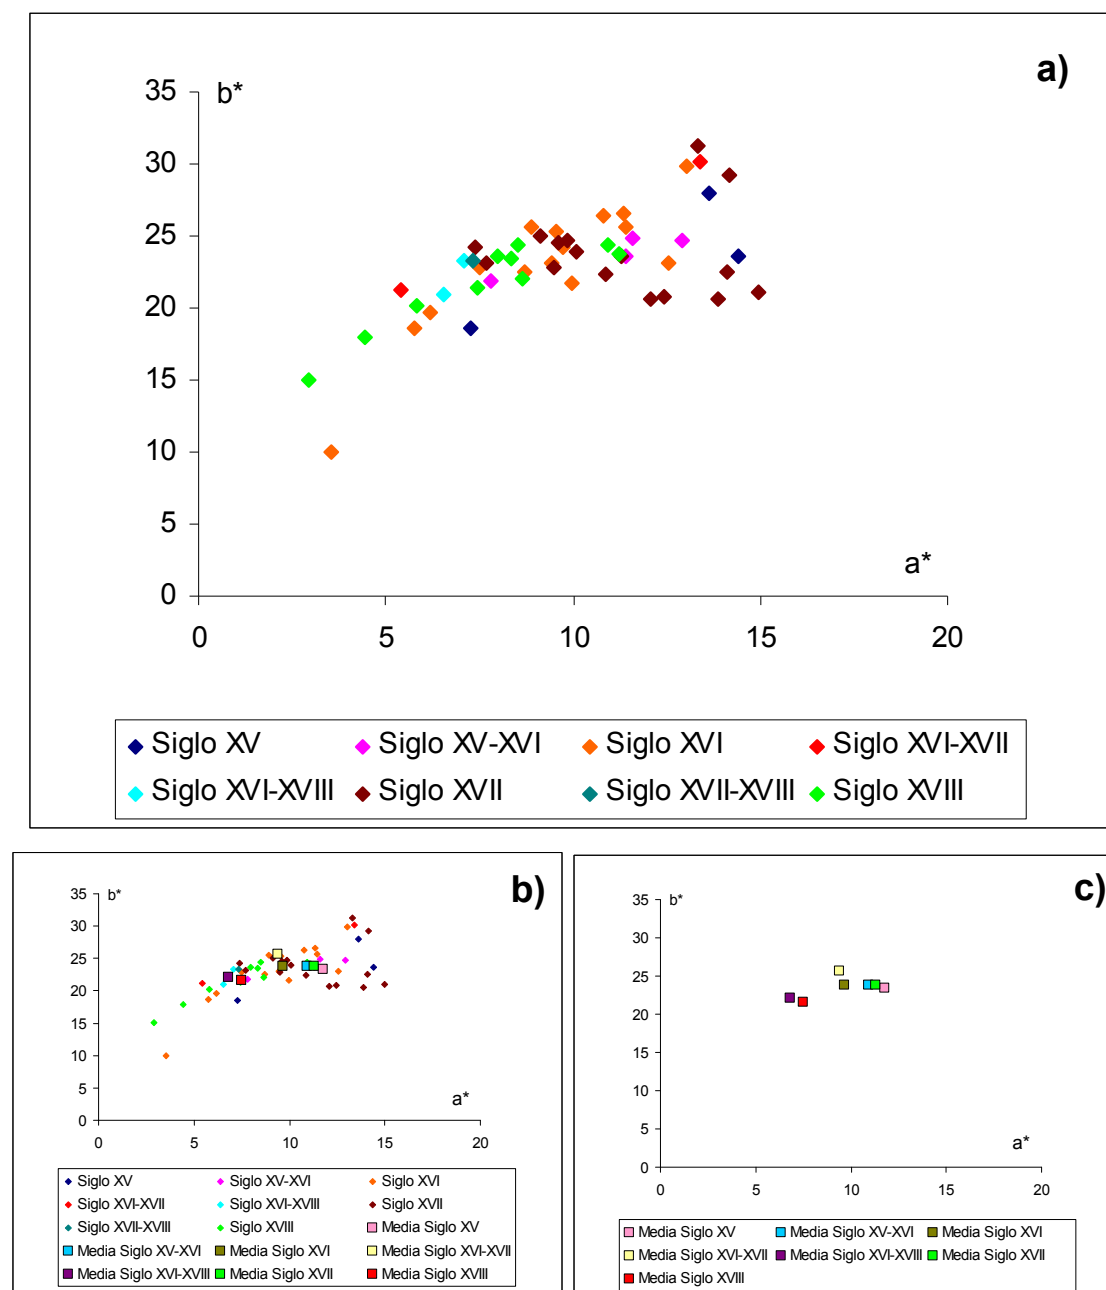 a)
b*
35
30
25
20
15
10
5
0
a*
0 5 10 15 20
Siglo XV Siglo XV-XVI Siglo XVI Siglo XVI-XVII
Siglo XVI-XVIII Siglo XVII Siglo XVII-XVIII Siglo XVIII
b)
b*
35
30
25
20
15
10
5
0
a*
0 5 10 15 20
Siglo XV Siglo XV-XVI Siglo XVI
Siglo XVI-XVII Siglo XVI-XVIII Siglo XVII
Siglo XVII-XVIII Siglo XVIII Media Siglo XV
Media Siglo XV-XVI Media Siglo XVI Media Siglo XVI-XVII
Media Siglo XVI-XVIII Media Siglo XVII Media Siglo XVIII
c)
b*
35
30
25
20
15
10
5
0
a*
0 5 10 15 20
Media Siglo XV Media Siglo XV-XVI Media Siglo XVI
Media Siglo XVI-XVII Media Siglo XVI-XVIII Media Siglo XVII
Media Siglo XVIII